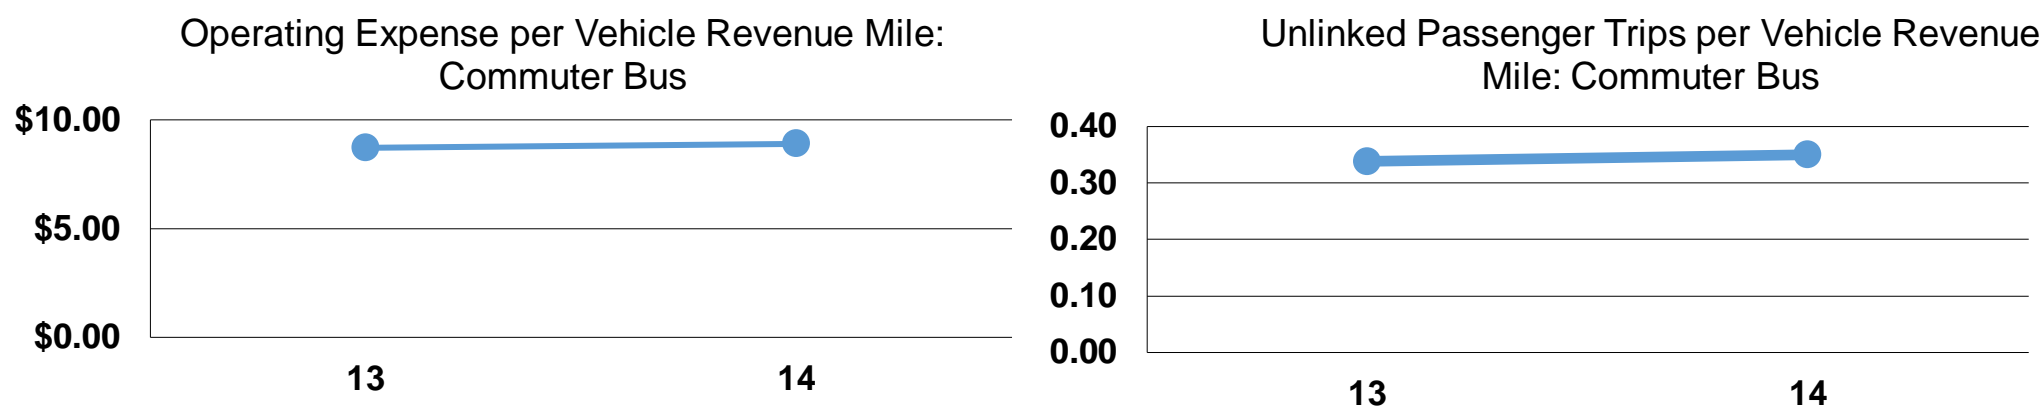 Operating Expense per Vehicle Revenue Mile:
Commuter Bus
$10.00
$5.00
$0.00
13 14
Unlinked Passenger Trips per Vehicle Revenue
Mile: Commuter Bus
0.40
0.30
0.20
0.10
0.00
13 14